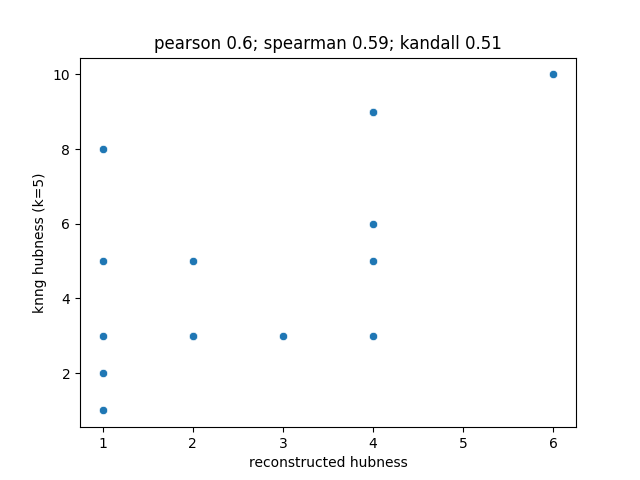 pearson 0.6; spearman 0.59; kandall 0.51
10
8
6
4
2
knng hubness (k=5)
1 2 3 4 5 6
reconstructed hubness